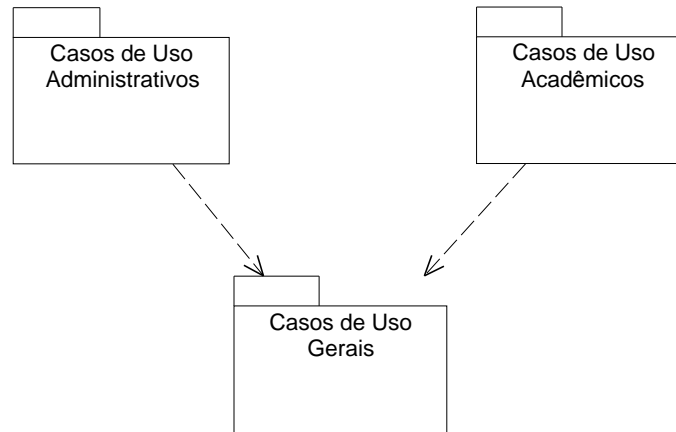 Casos de Uso
Administrativos
Casos de Uso
Acadêmicos
Casos de Uso
Gerais